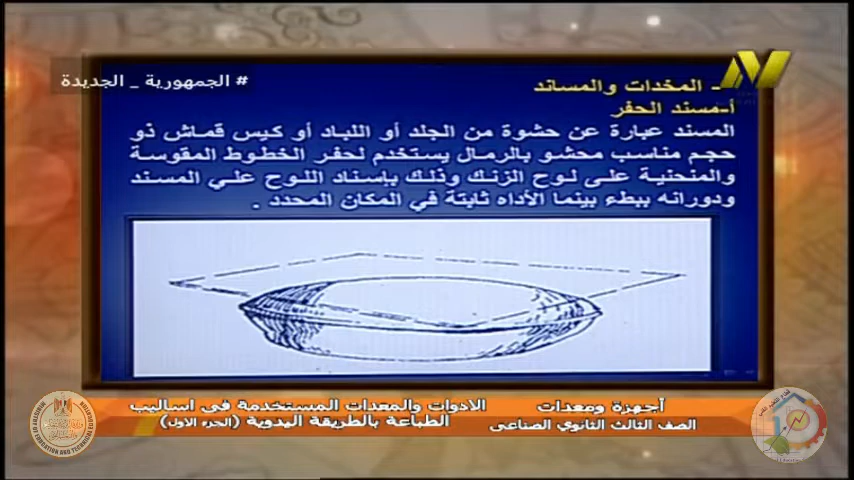 # الجمهورية _ الجديدة
- المخدات والمساند
أ-مسند الحفر
المسند عبارة عن حشوة من الجلد أو اللباد أو كيس قماش ذو
حجم مناسب محشو بالرمال يستخدم لحفر الخطوط المقوسة
والمنحنية على لوح الزنك وذلك بإسناد اللوح علي المسند
ودورانه ببطء بينما الأداه ثابتة في المكان المحدد .
أجهزة ومعدات
الصف الثالث الثانوي الصناعى
الادوات والمعدات المستخدمة فى اساليب
الطباعة بالطريقة اليدوية (الجزء الاول)